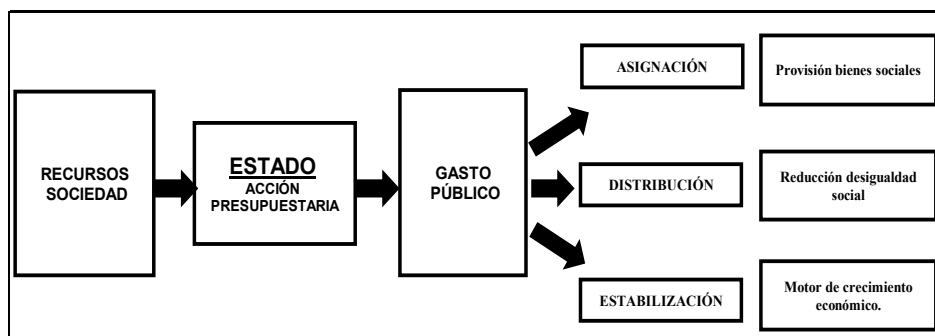 RECURSOS
SOCIEDAD
ESTADO
ACCIÓN
PRESUPUESTARIA
GASTO
PÚBLICO
ASIGNACIÓN
Provisión bienes sociales
DISTRIBUCIÓN
Reducción desigualdad
social
ESTABILIZACIÓN
Motor de crecimiento
económico.